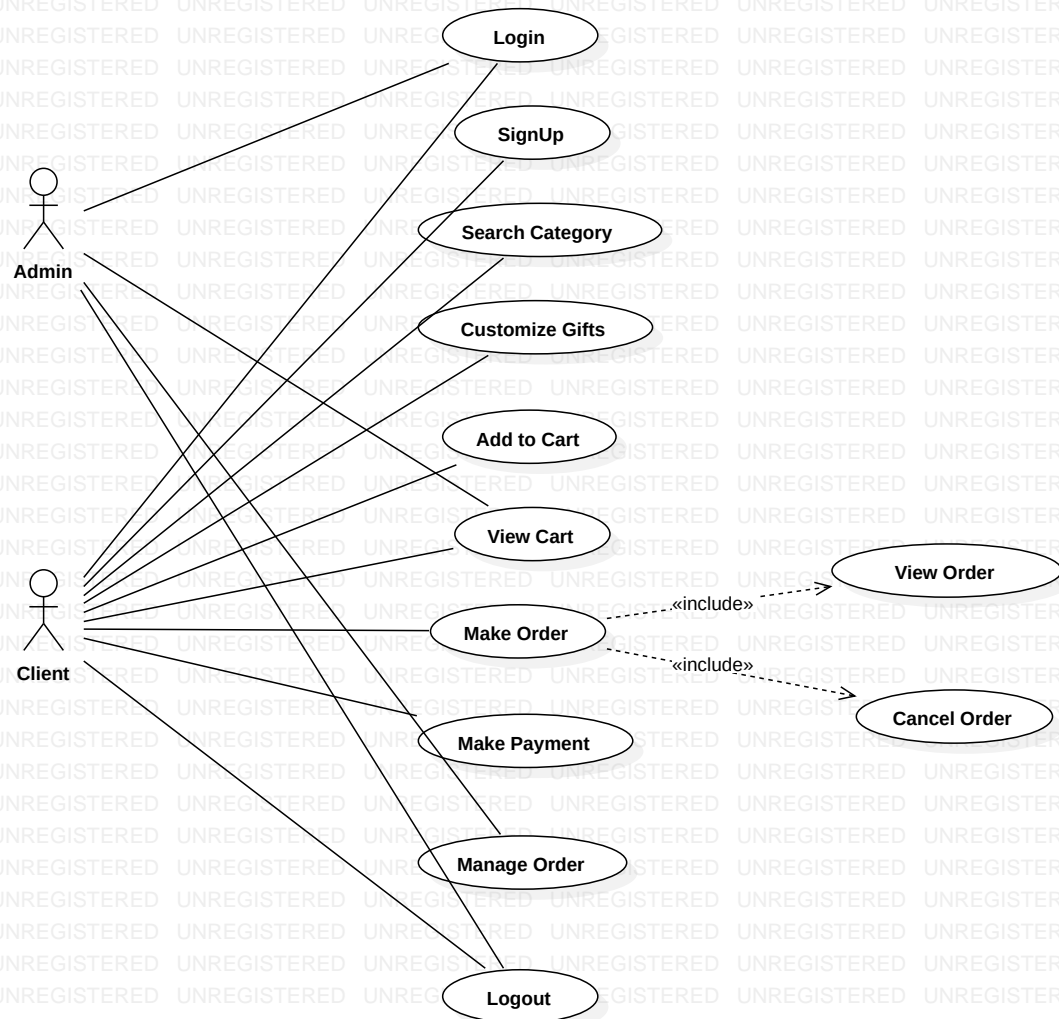 Login
SignUp
Admin
Search Category
Customize Gifts
Add to Cart
View Cart
View Order
«include»
Make Order
Client
«include»
Cancel Order
Make Payment
Manage Order
Logout
UNREGISTERED